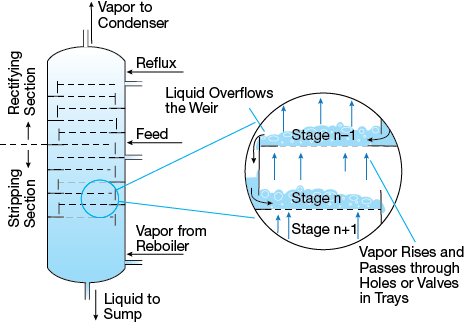 Vapor to
Condenser
Rectifying
Section
Reflux
Feed
Stripping
Section
Vapor from
Reboiler
Liquid to
Sump
Liquid Overflows
the Weir
Stage n–1
Stage n
Stage n+1
Vapor Rises and
Passes through
Holes or Valves
in Trays